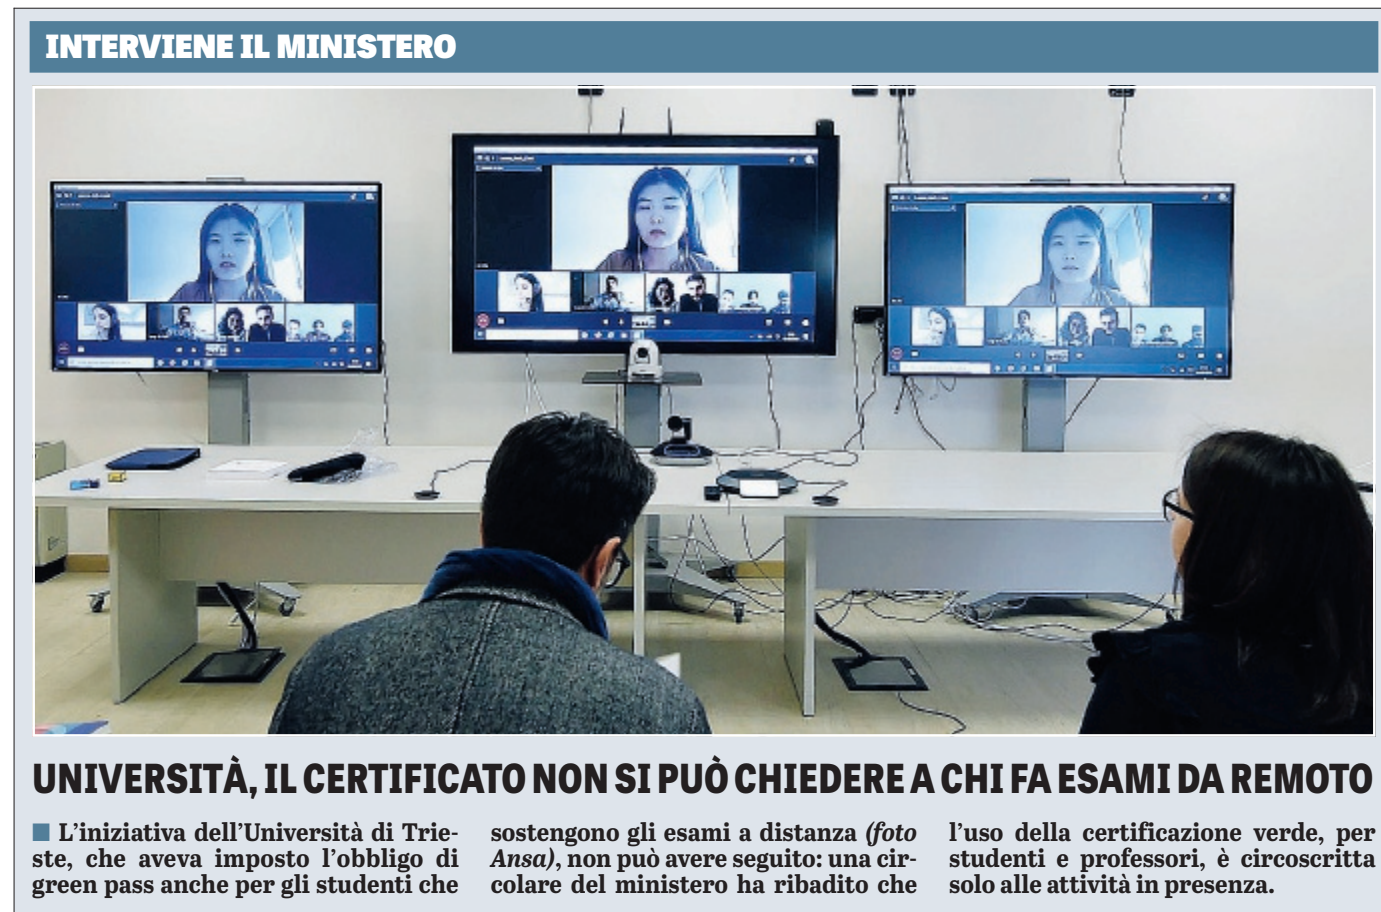 INTERVIENE IL MINISTERO
UNIVERSITÀ, IL CERTIFICATO NON SI PUÒ CHIEDERE A CHI FA ESAMI DA REMOTO
■ L'iniziativa dell'Università di Trie-
ste, che aveva imposto l'obbligo di
green pass anche per gli studenti che
sostengono gli esami a distanza (foto
Ansa), non può avere seguito: una cir-
colare del ministero ha ribadito che
l'uso della certificazione verde, per
studenti e professori, è circoscritta
solo alle attività in presenza.